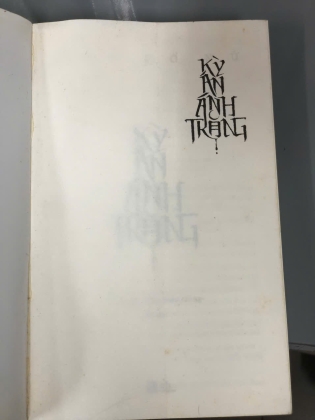 KỲ
ÁN
ÁNH
TRĂNG